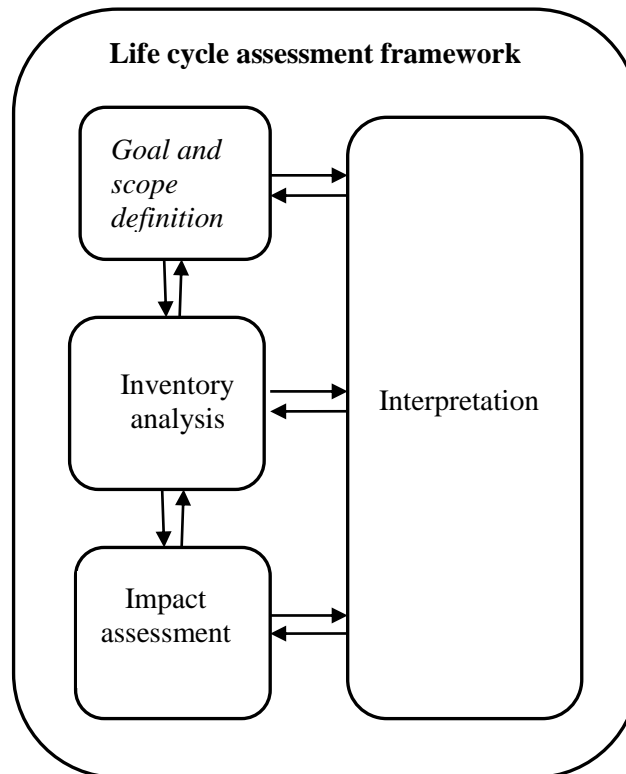 Life cycle assessment framework
Goal and
scope
definition
Inventory
analysis
Interpretation
Impact
assessment